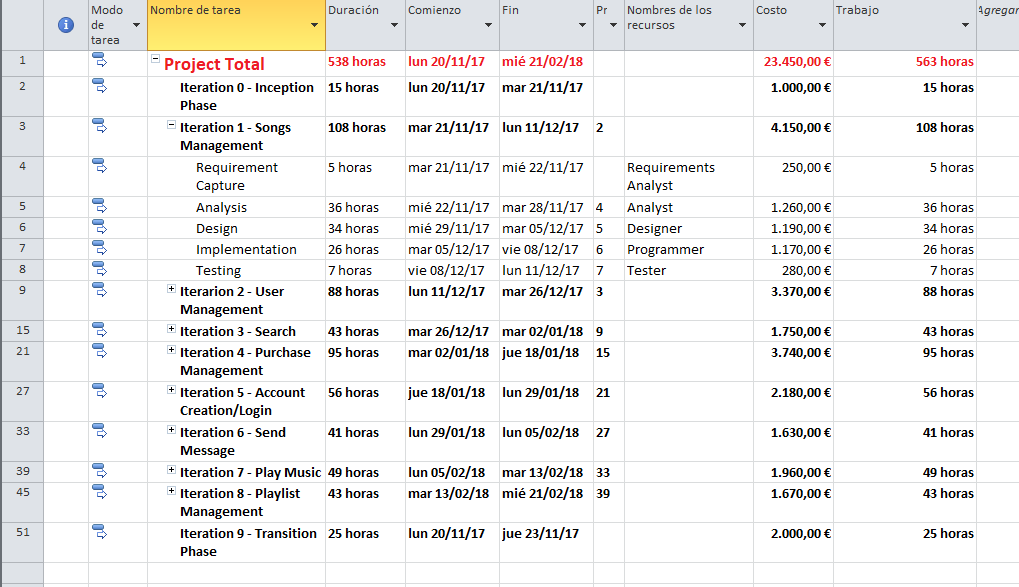 Modo de tarea Nombre de tarea Duración Comienzo Fin Pr Nombres de los recursos Costo Trabajo Agregar
1 Project Total 538 horas lun 20/11/17 mié 21/02/18 23.450,00 € 563 horas
2 Iteration 0 - Inception Phase 15 horas lun 20/11/17 mar 21/11/17 1.000,00 € 15 horas
3 Iteration 1 - Songs Management 108 horas mar 21/11/17 lun 11/12/17 2 4.150,00 € 108 horas
4 Requirement Capture 5 horas mar 21/11/17 mié 22/11/17 Requirements Analyst 250,00 € 5 horas
5 Analysis 36 horas mié 22/11/17 mar 28/11/17 4 Analyst 1.260,00 € 36 horas
6 Design 34 horas mié 29/11/17 mar 05/12/17 5 Designer 1.190,00 € 34 horas
7 Implementation 26 horas mar 05/12/17 vie 08/12/17 6 Programmer 1.170,00 € 26 horas
8 Testing 7 horas vie 08/12/17 lun 11/12/17 7 Tester 280,00 € 7 horas
9 Iterarion 2 - User Management 88 horas lun 11/12/17 mar 26/12/17 3 3.370,00 € 88 horas
15 Iteration 3 - Search 43 horas mar 26/12/17 mar 02/01/18 9 1.750,00 € 43 horas
21 Iteration 4 - Purchase Management 95 horas mar 02/01/18 jue 18/01/18 15 3.740,00 € 95 horas
27 Iteration 5 - Account Creation/Login 56 horas jue 18/01/18 lun 29/01/18 21 2.180,00 € 56 horas
33 Iteration 6 - Send Message 41 horas lun 29/01/18 lun 05/02/18 27 1.630,00 € 41 horas
39 Iteration 7 - Play Music 49 horas lun 05/02/18 mar 13/02/18 33 1.960,00 € 49 horas
45 Iteration 8 - Playlist Management 43 horas mar 13/02/18 mié 21/02/18 39 1.670,00 € 43 horas
51 Iteration 9 - Transition Phase 25 horas lun 20/11/17 jue 23/11/17 2.000,00 € 25 horas